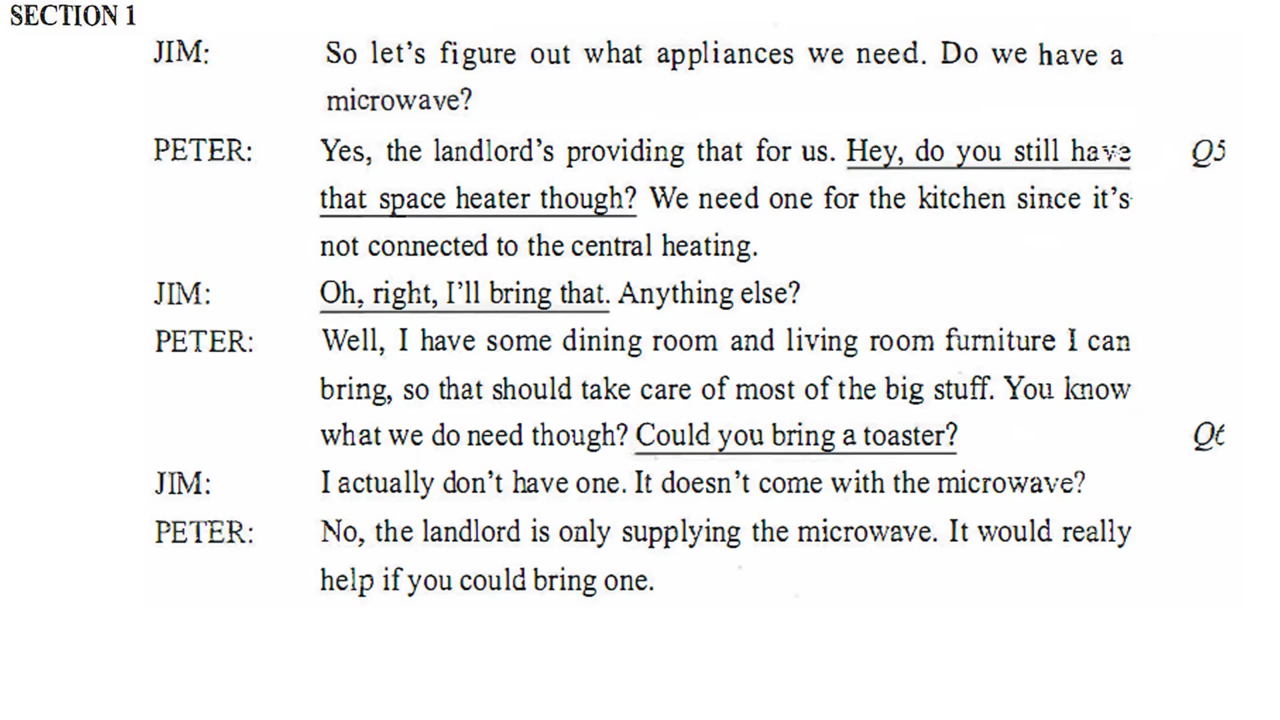 SECTION 1
JIM: So let's figure out what appliances we need. Do we have a
microwave?
PETER: Yes, the landlord's providing that for us. Hey, do you still have Q5
that space heater though? We need one for the kitchen since it's
not connected to the central heating.
JIM: Oh, right, I'll bring that. Anything else?
PETER: Well, I have some dining room and living room furniture I can
bring, so that should take care of most of the big stuff. You know
what we do need though? Could you bring a toaster?
JIM: I actually don't have one. It doesn't come with the microwave?
PETER: No, the landlord is only supplying the microwave. It would really
help if you could bring one.